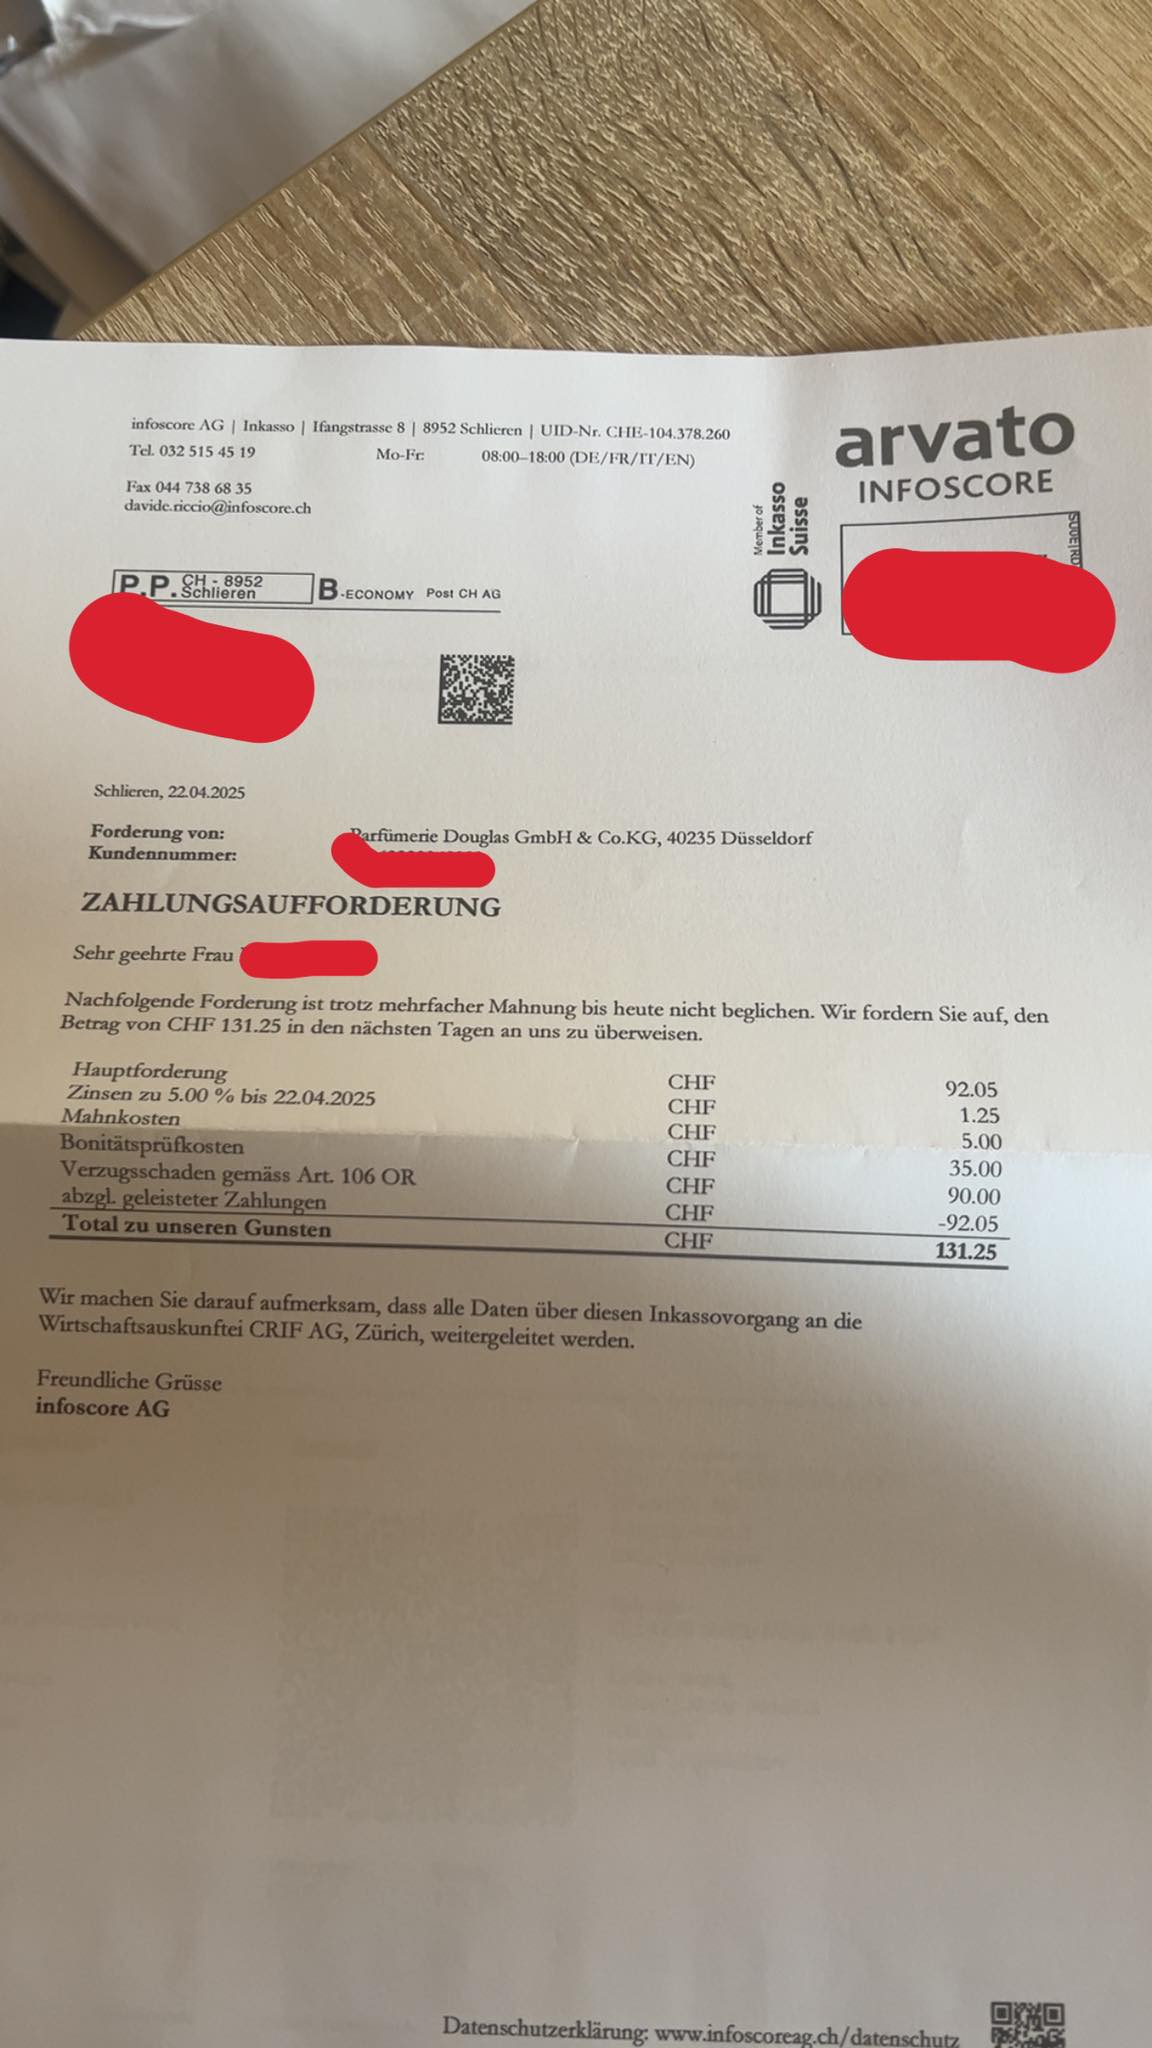 infoscore AG | Inkasso | Ifangstrasse 8 | 8952 Schlieren | UID-Nr. CHE-104.378.260
Tel. 032 515 45 19 Mo-Fr: 08:00–18:00 (DE/FR/IT/EN)
Fax 044 738 68 35
davide.riccio@infoscore.ch
arvato
INFOSCORE
Member of
Inkasso
Suisse
P.P. CH - 8952
Schlieren
B-ECONOMY Post CH AG
Schlieren, 22.04.2025
Forderung von: Parfümerie Douglas GmbH & Co.KG, 40235 Düsseldorf
Kundennummer:
ZAHLUNGSAUFFORDERUNG
Sehr geehrte Frau
Nachfolgende Forderung ist trotz mehrfacher Mahnung bis heute nicht beglichen. Wir fordern Sie auf, den
Betrag von CHF 131.25 in den nächsten Tagen an uns zu überweisen.
Hauptforderung CHF 92.05
Zinsen zu 5.00 % bis 22.04.2025 CHF 1.25
Mahnkosten CHF 5.00
Bonitätsprüfkosten CHF 35.00
Verzugsschaden gemäss Art. 106 OR CHF 90.00
abzgl. geleisteter Zahlungen CHF -92.05
Total zu unseren Gunsten CHF 131.25
Wir machen Sie darauf aufmerksam, dass alle Daten über diesen Inkassovorgang an die
Wirtschaftsauskunftei CRIF AG, Zürich, weitergeleitet werden.
Freundliche Grüsse
infoscore AG
Datenschutzerklärung: www.infoscoreag.ch/datenschutz